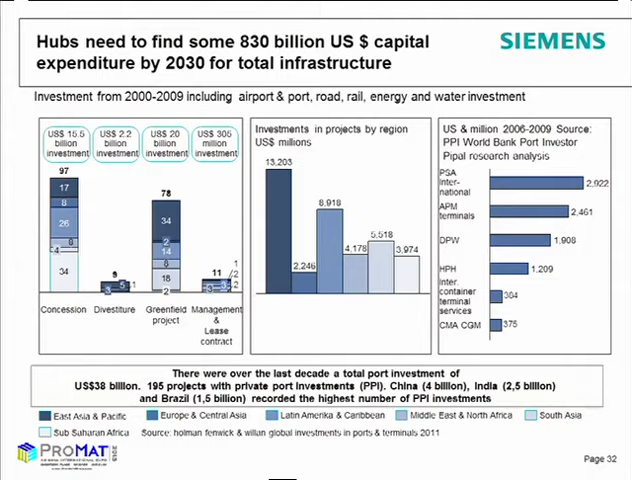 Hubs need to find some 830 billion US $ capital
expenditure by 2030 for total infrastructure
SIEMENS
Investment from 2000-2009 including airport & port, road, rail, energy and water investment
US$ 15.5
billion
investment
US$ 2.2
billion
investment
US$ 20
billion
investment
US$ 305
million
investment
97
17
8
26
8
4
34
Concession
9
3
5
1
Divestiture
78
34
2
14
8
18
2
Greenfield
project
11
1
2
2
3
3
Management
&
Lease
contract
Investments in projects by region
US$ millions
13,203
2,246
8,918
4,178
5,518
3,974
US & million 2006-2009 Source:
PPI World Bank Port Investor
Pipal research analysis
PSA
Inter-
national
2,922
APM
terminals
2,461
DPW
1,908
HPH
1,209
Inter.
container
terminal
services
364
CMA CGM
375
There were over the last decade a total port investment of
US$38 billion. 195 projects with private port investments (PPI). China (4 billion), India (2,5 billion)
and Brazil (1,5 billion) recorded the highest number of PPI investments
East Asia & Pacific
Europe & Central Asia
Latin Amerika & Caribbean
Middle East & North Africa
South Asia
Sub Saharan Africa
Source: holman fenwick & willan global investments in ports & terminals 2011
PROMAT
2013
Page 32